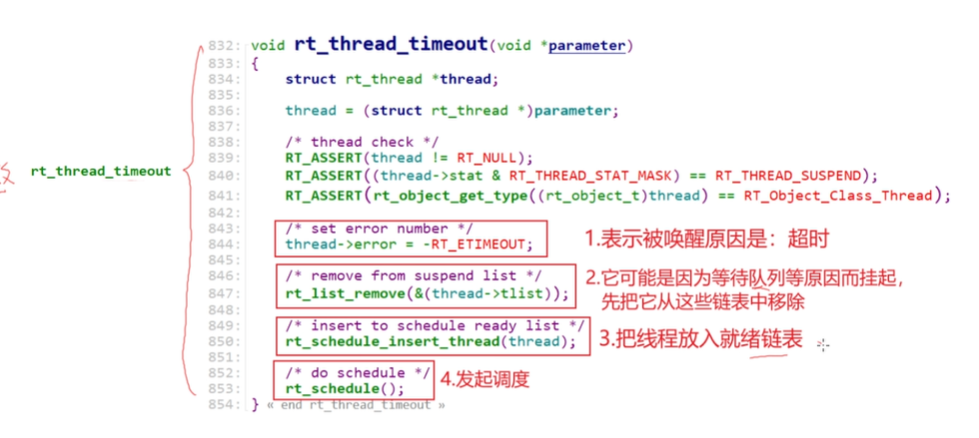 832: void rt_thread_timeout(void *parameter)
833: {
834: struct rt_thread *thread;
835:
836: thread = (struct rt_thread *)parameter;
837:
838: /* thread check */
839: RT_ASSERT(thread != RT_NULL);
840: RT_ASSERT((thread->stat & RT_THREAD_STAT_MASK) == RT_THREAD_SUSPEND);
rt_thread_timeout
841: RT_ASSERT(rt_object_get_type((rt_object_t)thread) == RT_Object_Class_Thread);
842:
843: /* set error number */
844: thread->error = -RT_ETIMEOUT;
1.表示被唤醒原因是：超时
845:
846: /* remove from suspend list */
847: rt_list_remove(&(thread->tlist));
2.它可能是因为等待队列等原因而挂起，
先把它从这些链表中移除
848:
849: /* insert to schedule ready list */
850: rt_schedule_insert_thread(thread);
3.把线程放入就绪链表
851:
852: /* do schedule */
853: rt_schedule();
4.发起调度
854: } « end rt_thread_timeout »